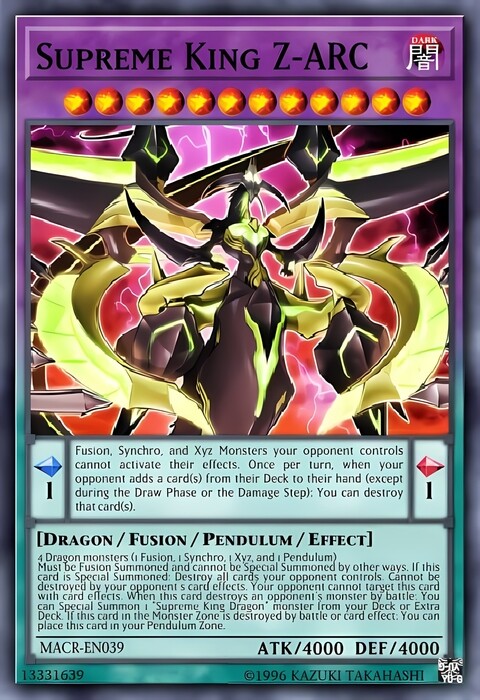 Supreme King Z-ARC
DARK
闇
Fusion, Synchro, and Xyz Monsters your opponent controls
cannot activate their effects. Once per turn, when your
opponent adds a card(s) from their Deck to their hand (except
during the Draw Phase or the Damage Step): You can destroy
that card(s).
1
1
[Dragon / Fusion / Pendulum / Effect]
4 Dragon monsters (1 Fusion, 1 Synchro, 1 Xyz, and 1 Pendulum)
Must be Fusion Summoned and cannot be Special Summoned by other ways. If this
card is Special Summoned: Destroy all cards your opponent controls. Cannot be
destroyed by your opponent's card effects. Your opponent cannot target this card
with card effects. When this card destroys an opponent's monster by battle: You
can Special Summon 1 "Supreme King Dragon" monster from your Deck or Extra
Deck. If this card in the Monster Zone is destroyed by battle or card effect: You can
place this card in your Pendulum Zone.
MACR-EN039
ATK/4000 DEF/4000
13331639
©1996 KAZUKI TAKAHASHI